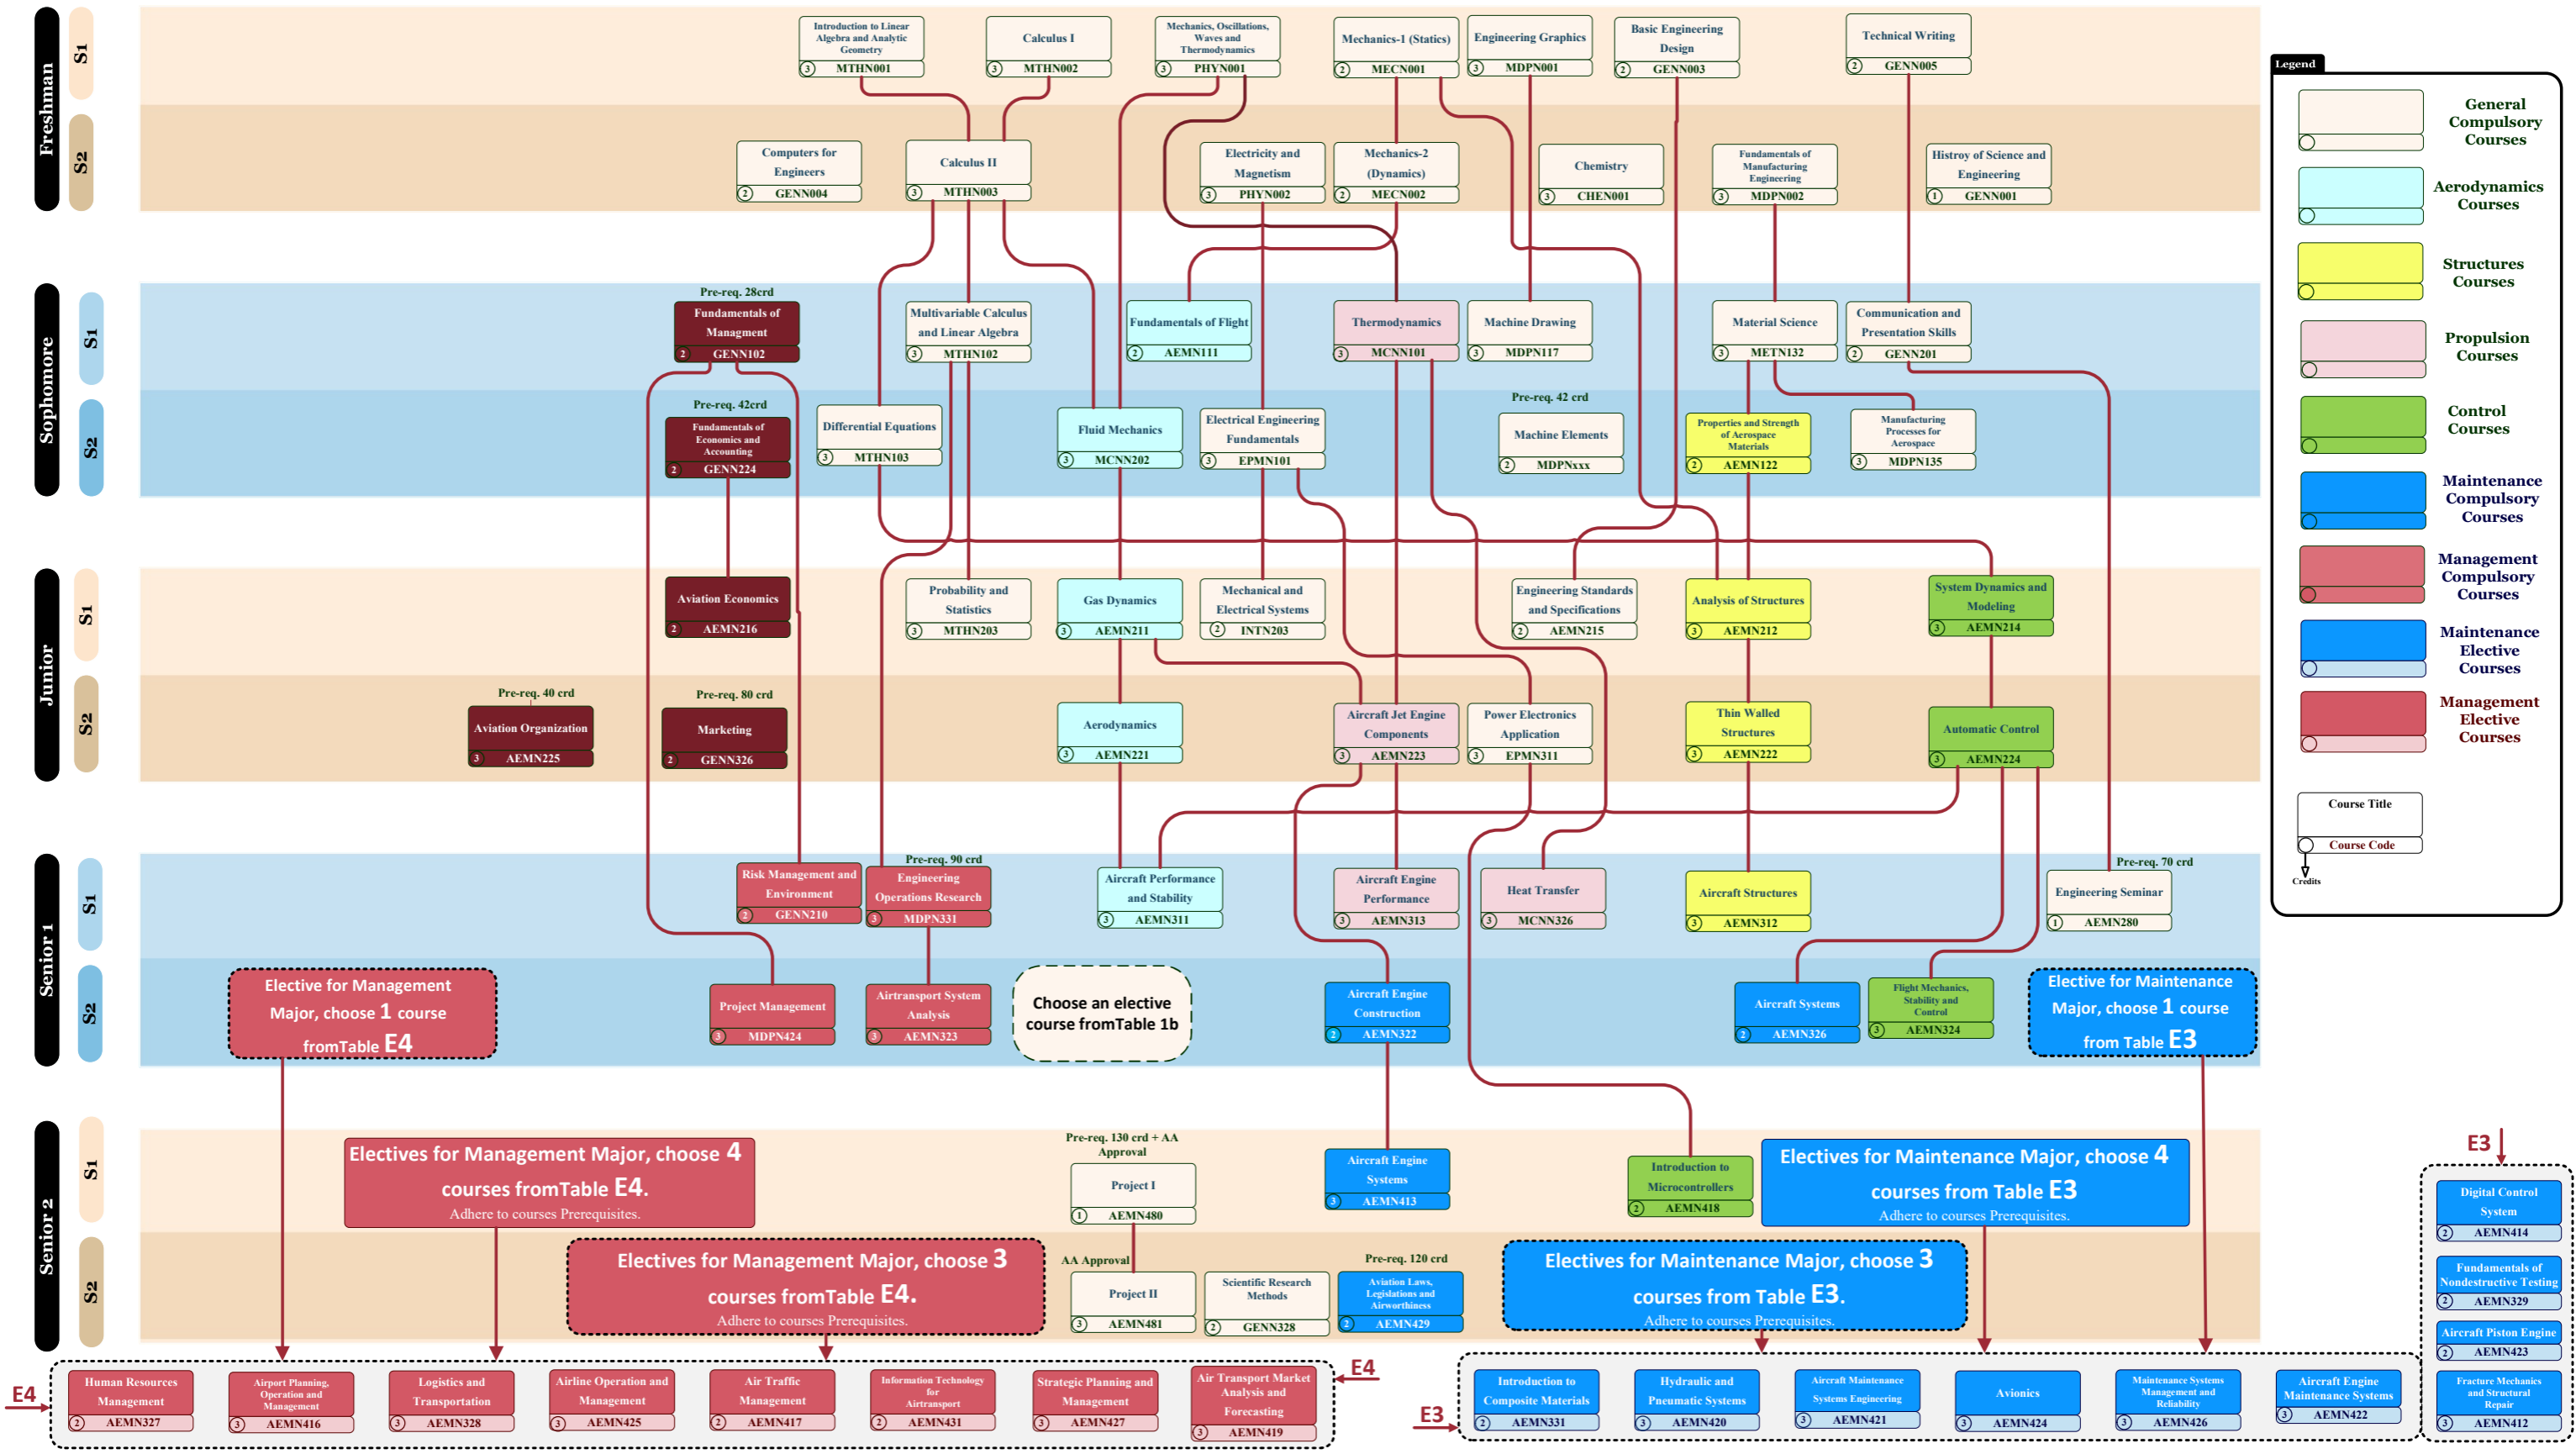 Freshman
S1
Introduction to Linear
Algebra and Analytic
Geometry
3
MTHN001
Calculus I
3
MTHN002
Mechanics, Oscillations,
Waves and
Thermodynamics
3
PHYN001
Mechanics-1 (Statics)
2
MECN001
Engineering Graphics
3
MDPN001
Basic Engineering
Design
2
GENN003
Technical Writing
2
GENN005
S2
Computers for
Engineers
2
GENN004
Calculus II
3
MTHN003
Electricity and
Magnetism
3
PHYN002
Mechanics-2
(Dynamics)
2
MECN002
Chemistry
3
CHEN001
Fundamentals of
Manufacturing
Engineering
3
MDPN002
Histroy of Science and
Engineering
1
GENN001
Sophomore
S1
Pre-req. 28crd
Fundamentals of
Managment
2
GENN102
Multivariable Calculus
and Linear Algebra
3
MTHN102
Fundamentals of Flight
2
AEMN111
Thermodynamics
3
MCNN101
Machine Drawing
3
MDPN117
Material Science
3
METN132
Communication and
Presentation Skills
2
GENN201
S2
Pre-req. 42crd
Fundamentals of
Economics and
Accounting
2
GENN224
Differential Equations
3
MTHN103
Fluid Mechanics
3
MCNN202
Electrical Engineering
Fundamentals
3
EPMN101
Pre-req. 42 crd
Machine Elements
2
MDPNxxx
Properties and Strength
of Aerospace
Materials
2
AEMN122
Manufacturing
Processes for
Aerospace
3
MDPN135
Junior
S1
Aviation Economics
2
AEMN216
Probability and
Statistics
3
MTHN203
Gas Dynamics
3
AEMN211
Mechanical and
Electrical Systems
2
INTN203
Engineering Standards
and Specifications
2
AEMN215
Analysis of Structures
3
AEMN212
System Dynamics and
Modeling
3
AEMN214
S2
Pre-req. 40 crd
Aviation Organization
3
AEMN225
Pre-req. 80 crd
Marketing
2
GENN326
Aerodynamics
3
AEMN221
Aircraft Jet Engine
Components
3
AEMN223
Power Electronics
Application
3
EPMN311
Thin Walled
Structures
3
AEMN222
Automatic Control
3
AEMN224
Senior 1
S1
Risk Management and
Environment
2
GENN210
Pre-req. 90 crd
Engineering
Operations Research
3
MDPN331
Aircraft Performance
and Stability
3
AEMN311
Aircraft Engine
Performance
3
AEMN313
Heat Transfer
3
MCNN326
Aircraft Structures
3
AEMN312
Pre-req. 70 crd
Engineering Seminar
1
AEMN280
S2
Elective for Management
Major, choose 1 course
fromTable E4
Project Management
3
MDPN424
Airtransport System
Analysis
3
AEMN323
Choose an elective
course fromTable 1b
Aircraft Engine
Construction
2
AEMN322
Aircraft Systems
2
AEMN326
Flight Mechanics,
Stability and
Control
3
AEMN324
Elective for Maintenance
Major, choose 1 course
from Table E3
Senior 2
S1
Electives for Management Major, choose 4
courses fromTable E4.
Adhere to courses Prerequisites.
Pre-req. 130 crd + AA
Approval
Project I
1
AEMN480
Aircraft Engine
Systems
3
AEMN413
Introduction to
Microcontrollers
2
AEMN418
Electives for Maintenance Major, choose 4
courses from Table E3
Adhere to courses Prerequisites.
S2
Electives for Management Major, choose 3
courses fromTable E4.
Adhere to courses Prerequisites.
AA Approval
Project II
3
AEMN481
Scientific Research
Methods
2
GENN328
Pre-req. 120 crd
Aviation Laws,
Legislations and
Airworthiness
2
AEMN429
Electives for Maintenance Major, choose 3
courses from Table E3.
Adhere to courses Prerequisites.
E4
Human Resources
Management
2
AEMN327
Airport Planning,
Operation and
Management
3
AEMN416
Logistics and
Transportation
3
AEMN328
Airline Operation and
Management
3
AEMN425
Air Traffic
Management
2
AEMN417
Information Technology
for
Airtransport
2
AEMN431
Strategic Planning and
Management
3
AEMN427
Air Transport Market
Analysis and
Forecasting
3
AEMN419
E4
E3
Introduction to
Composite Materials
2
AEMN331
Hydraulic and
Pneumatic Systems
3
AEMN420
Aircraft Maintenance
Systems Engineering
3
AEMN421
Avionics
3
AEMN424
Maintenance Systems
Management and
Reliability
3
AEMN426
Aircraft Engine
Maintenance Systems
3
AEMN422
E3
Digital Control
System
2
AEMN414
Fundamentals of
Nondestructive Testing
2
AEMN329
Aircraft Piston Engine
2
AEMN423
Fracture Mechanics
and Structural
Repair
3
AEMN412
Legend
General
Compulsory
Courses
Aerodynamics
Courses
Structures
Courses
Propulsion
Courses
Control
Courses
Maintenance
Compulsory
Courses
Management
Compulsory
Courses
Maintenance
Elective
Courses
Management
Elective
Courses
Course Title
Course Code
Credits